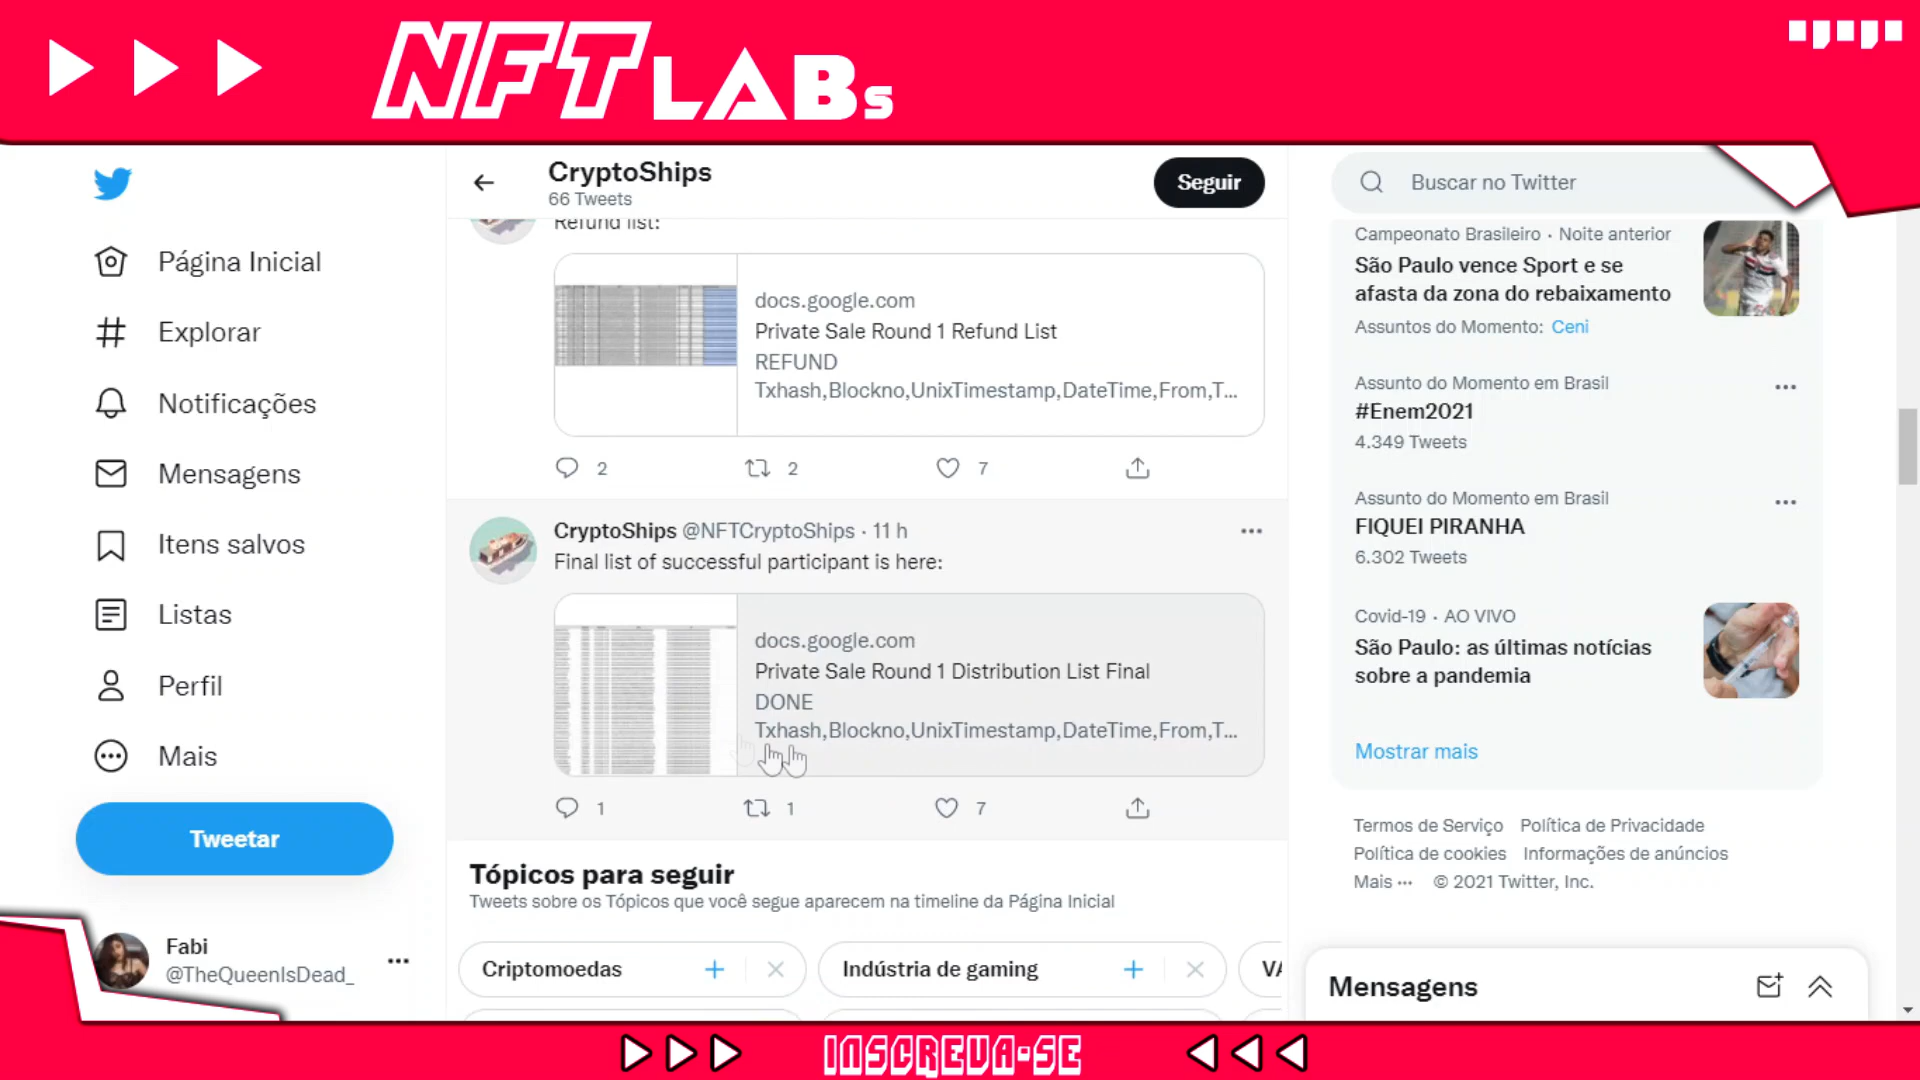 NFT LABs
Página Inicial
Explorar
Notificações
Mensagens
Itens salvos
Listas
Perfil
Mais
Tweetar
Fabi
@TheQueenIsDead_
CryptoShips
66 Tweets
Seguir
Refund list:
docs.google.com
Private Sale Round 1 Refund List
REFUND
Txhash,Blockno,UnixTimestamp,DateTime,From,T...
2 2 7
CryptoShips @NFTCryptoShips · 11 h
Final list of successful participant is here:
docs.google.com
Private Sale Round 1 Distribution List Final
DONE
Txhash,Blockno,UnixTimestamp,DateTime,From,T...
1 1 7
Tópicos para seguir
Tweets sobre os Tópicos que você segue aparecem na timeline da Página Inicial
Criptomoedas
Indústria de gaming
Buscar no Twitter
Campeonato Brasileiro · Noite anterior
São Paulo vence Sport e se
afasta da zona do rebaixamento
Assuntos do Momento: Ceni
Assunto do Momento em Brasil
#Enem2021
4.349 Tweets
Assunto do Momento em Brasil
FIQUEI PIRANHA
6.302 Tweets
Covid-19 · AO VIVO
São Paulo: as últimas notícias
sobre a pandemia
Mostrar mais
Termos de Serviço Política de Privacidade
Política de cookies Informações de anúncios
Mais ··· © 2021 Twitter, Inc.
Mensagens
INSCREVA-SE